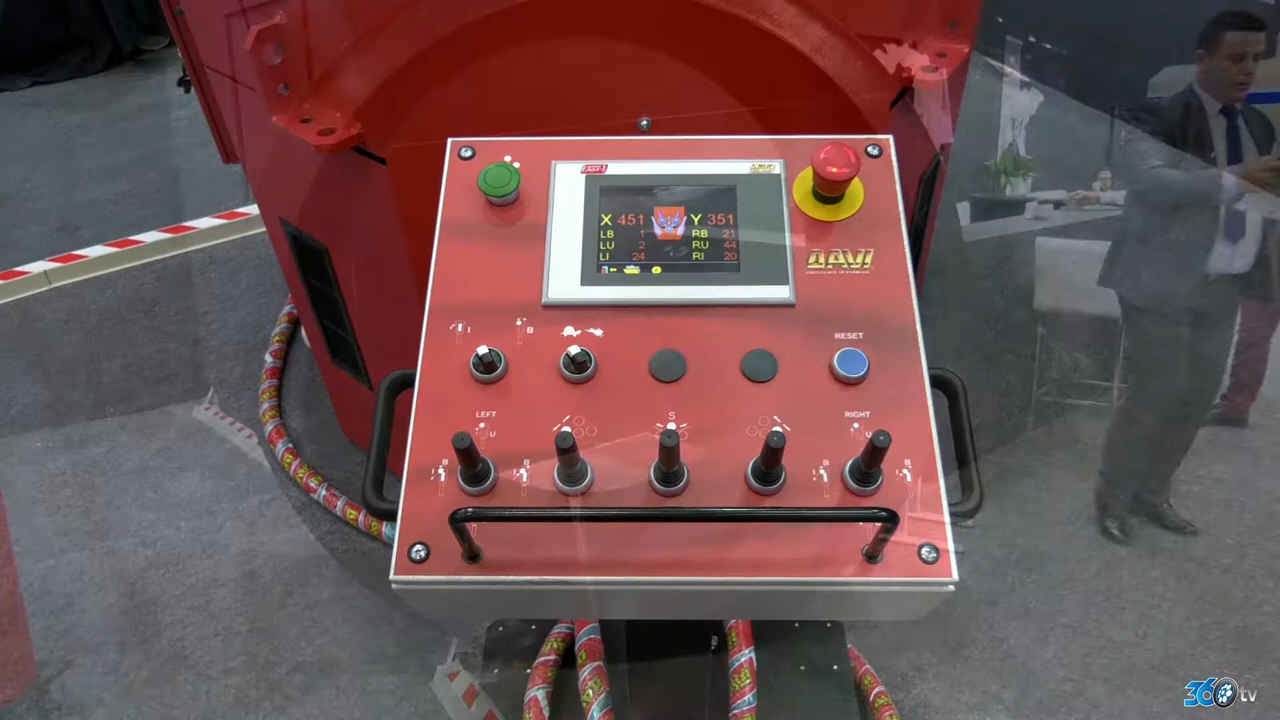 DAVI
X 451 Y 351
LB 1 RB 21
LU 2 RU 44
LI 24 RI 20
DAVI
I B
RESET
LEFT S RIGHT
U U
B B B B
360 tv